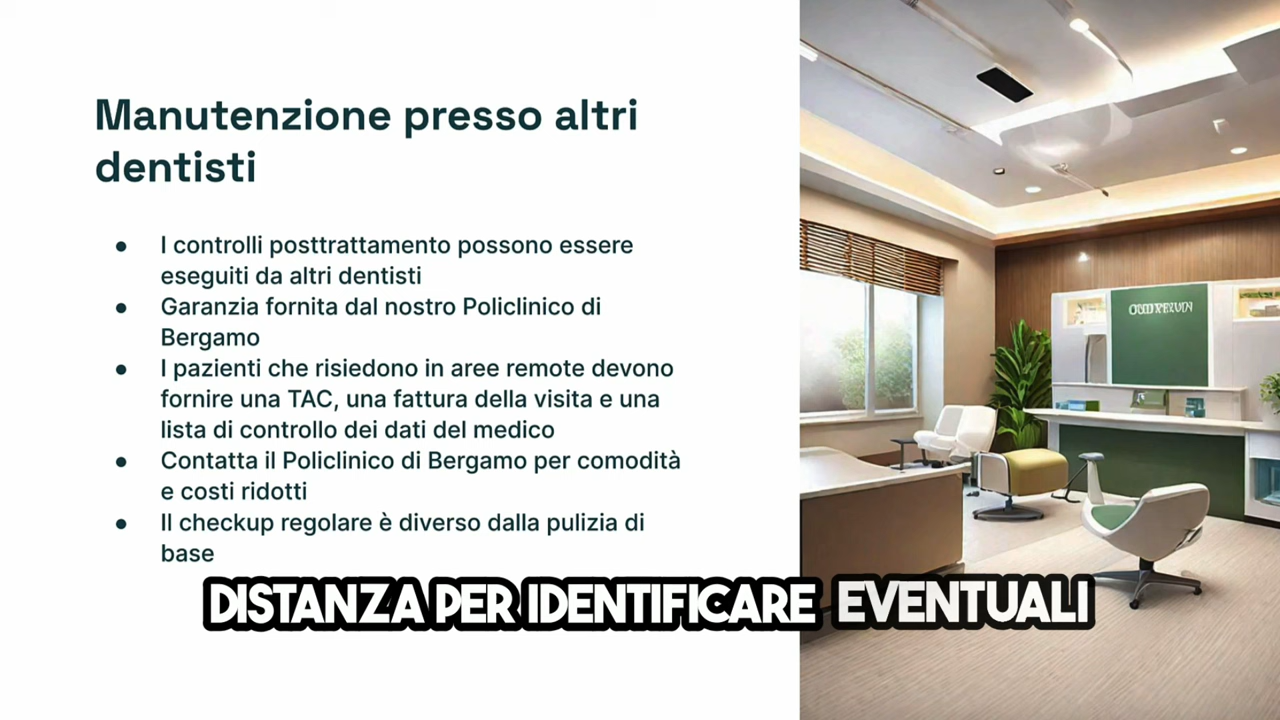 Manutenzione presso altri
dentisti
● I controlli posttrattamento possono essere
eseguiti da altri dentisti
● Garanzia fornita dal nostro Policlinico di
Bergamo
● I pazienti che risiedono in aree remote devono
fornire una TAC, una fattura della visita e una
lista di controllo dei dati del medico
● Contatta il Policlinico di Bergamo per comodità
e costi ridotti
● Il checkup regolare è diverso dalla pulizia di
base
DISTANZA PER IDENTIFICARE EVENTUALI